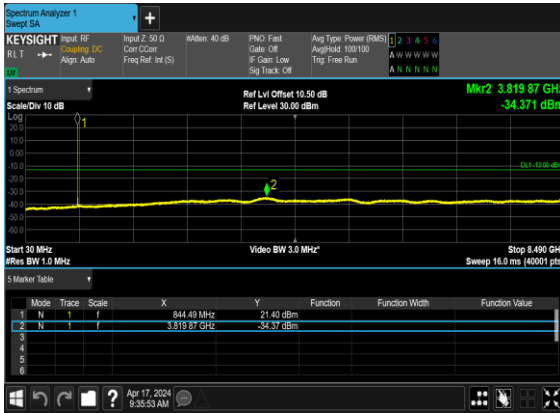 Spectrum Analyzer 1
Swept SA
KEYSIGHT Input: RF Input Z: 50 Ω #Atten: 40 dB PNO: Fast Avg Type: Power (RMS) 1 2 3 4 5 6
RLT Coupling: DC Corr CCorr Gate: Off Avg|Hold: 100/100 A W W W W W
Align: Auto Freq Ref: Int (S) IF Gain: Low Trig: Free Run
Sig Track: Off A N N N N N
1 Spectrum
Ref Lvl Offset 10.50 dB Mkr2 3.819 87 GHz
Scale/Div 10 dB Ref Level 30.00 dBm -34.371 dBm
Log
20.0
10.0
0.00
-10.0
DL1 -13.00 dBm
-20.0
-30.0
-40.0
-50.0
-60.0
1
2
Start 30 MHz Video BW 3.0 MHz* Stop 8.490 GHz
#Res BW 1.0 MHz Sweep 16.0 ms (40001 pts)
5 Marker Table
Mode Trace Scale X Y Function Function Width Function Value
1 N 1 f 844.49 MHz 21.40 dBm
2 N 1 f 3.819 87 GHz -34.37 dBm
3
4
5
6
? Apr 17, 2024
9:35:53 AM